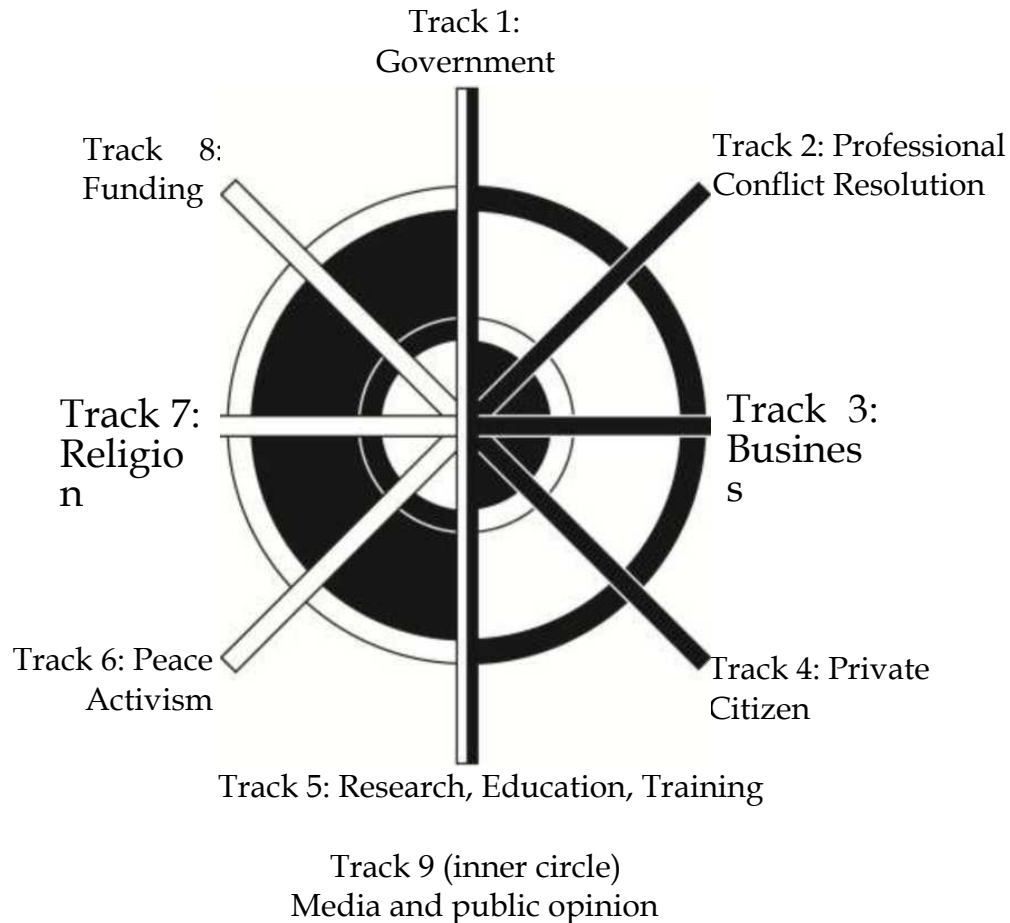 Track 1:
Government
Track 8:
Funding
Track 2: Professional
Conflict Resolution
Track 7:
Religio
n
Track 3:
Busines
s
Track 6: Peace
Activism
Track 4: Private
Citizen
Track 5: Research, Education, Training
Track 9 (inner circle)
Media and public opinion